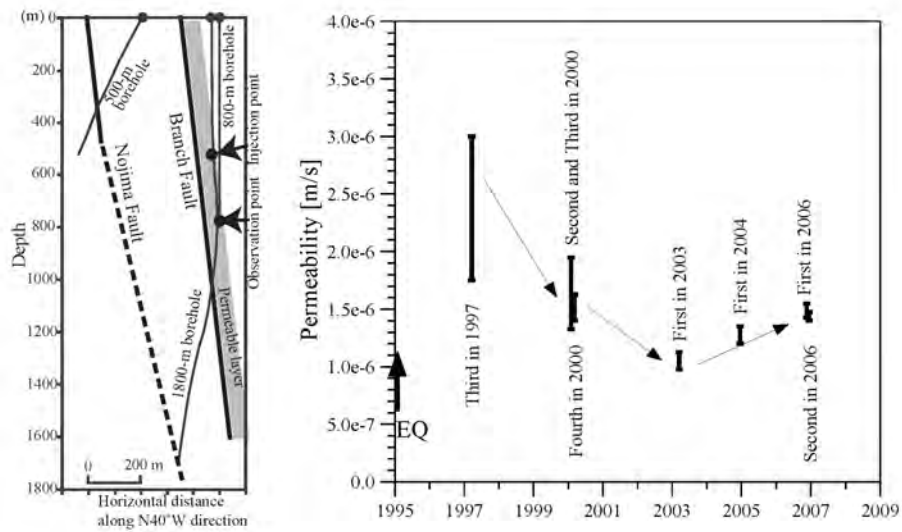 (m) 0
200
400
600
800
1000
1200
1400
1600
1800
Depth
500-m
borehole
Nojima Fault
Branch Fault
800-m borehole
Injection point
Observation point
1800-m borehole
Permeable layer
0 200 m
Horizontal distance
along N40°W direction
Permeability [m/s]
4.0e-6
3.5e-6
3.0e-6
2.5e-6
2.0e-6
1.5e-6
1.0e-6
5.0e-7
0.0
EQ
Third in 1997
Second and Third in 2000
Fourth in 2000
First in 2003
First in 2004
First in 2006
Second in 2006
1995 1997 1999 2001 2003 2005 2007 2009